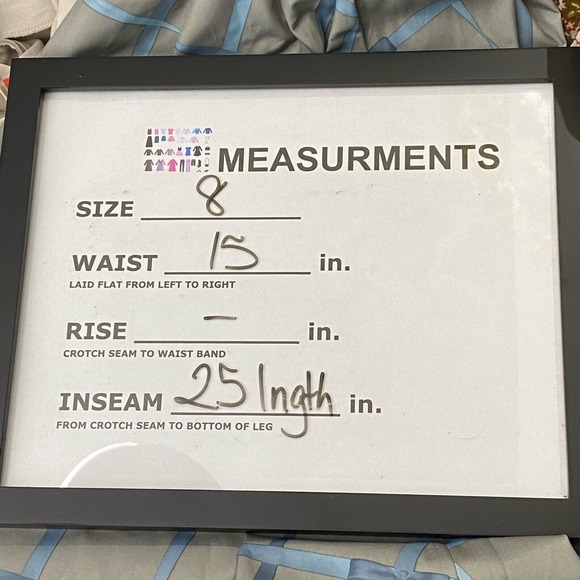 MEASURMENTS
SIZE 8
WAIST 15 in.
LAID FLAT FROM LEFT TO RIGHT
RISE - in.
CROTCH SEAM TO WAIST BAND
INSEAM 25 lngth in.
FROM CROTCH SEAM TO BOTTOM OF LEG